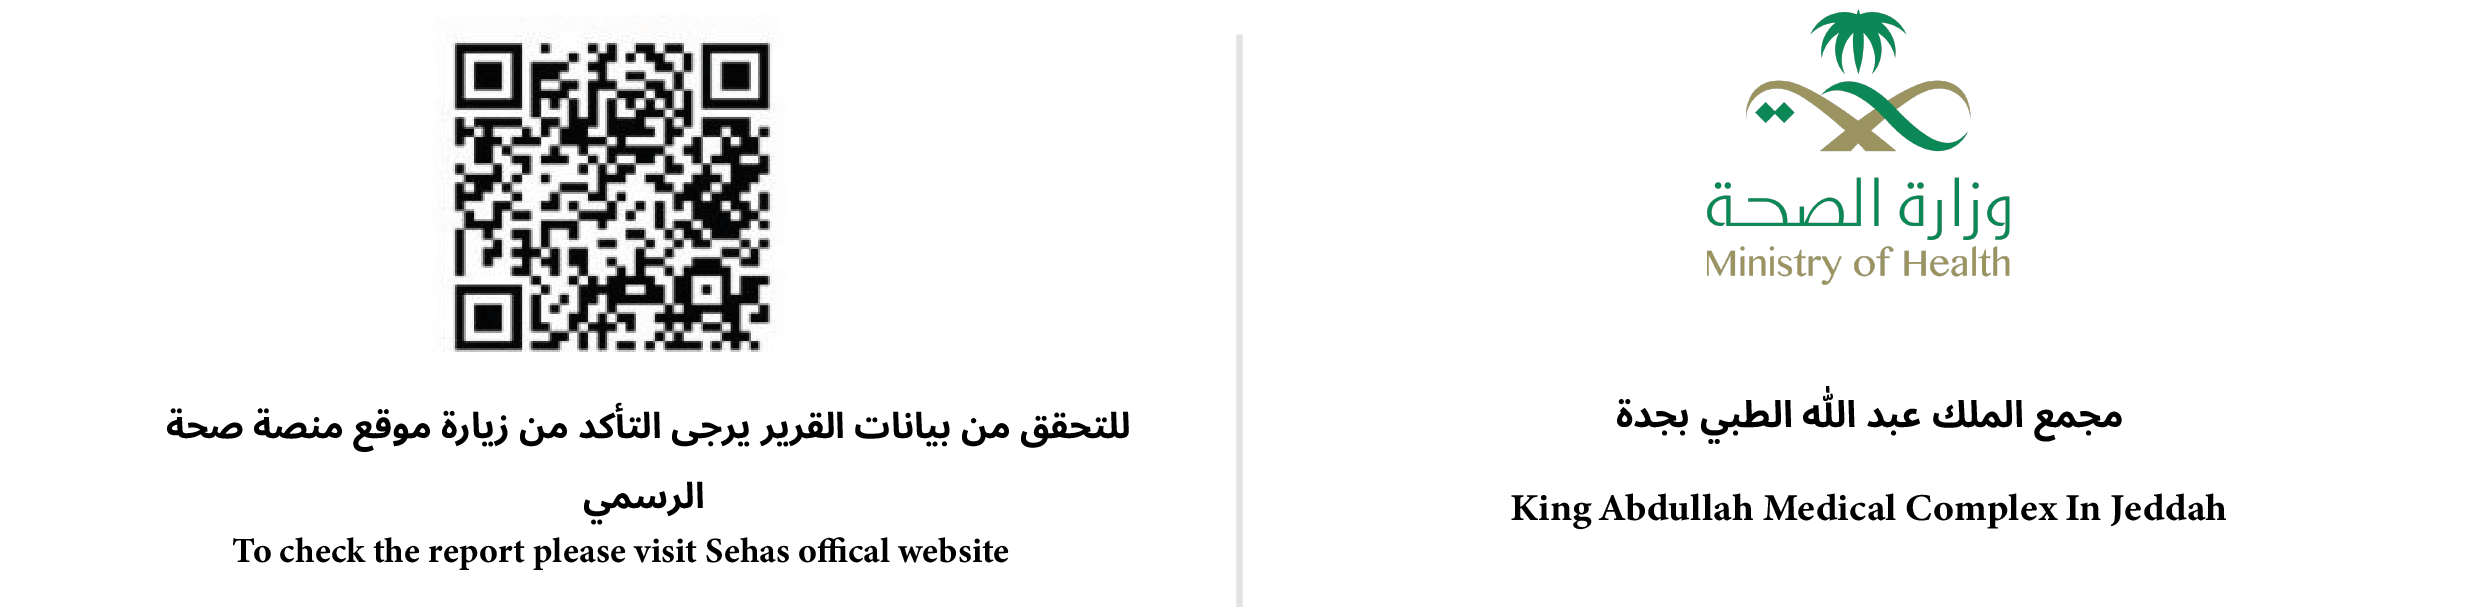 وزارة الصحة
Ministry of Health
مجمع الملك عبد الله الطبي بجدة
King Abdullah Medical Complex In Jeddah
للتحقق من بيانات القرير يرجى التأكد من زيارة موقع منصة صحة
الرسمي
To check the report please visit Sehas offical website